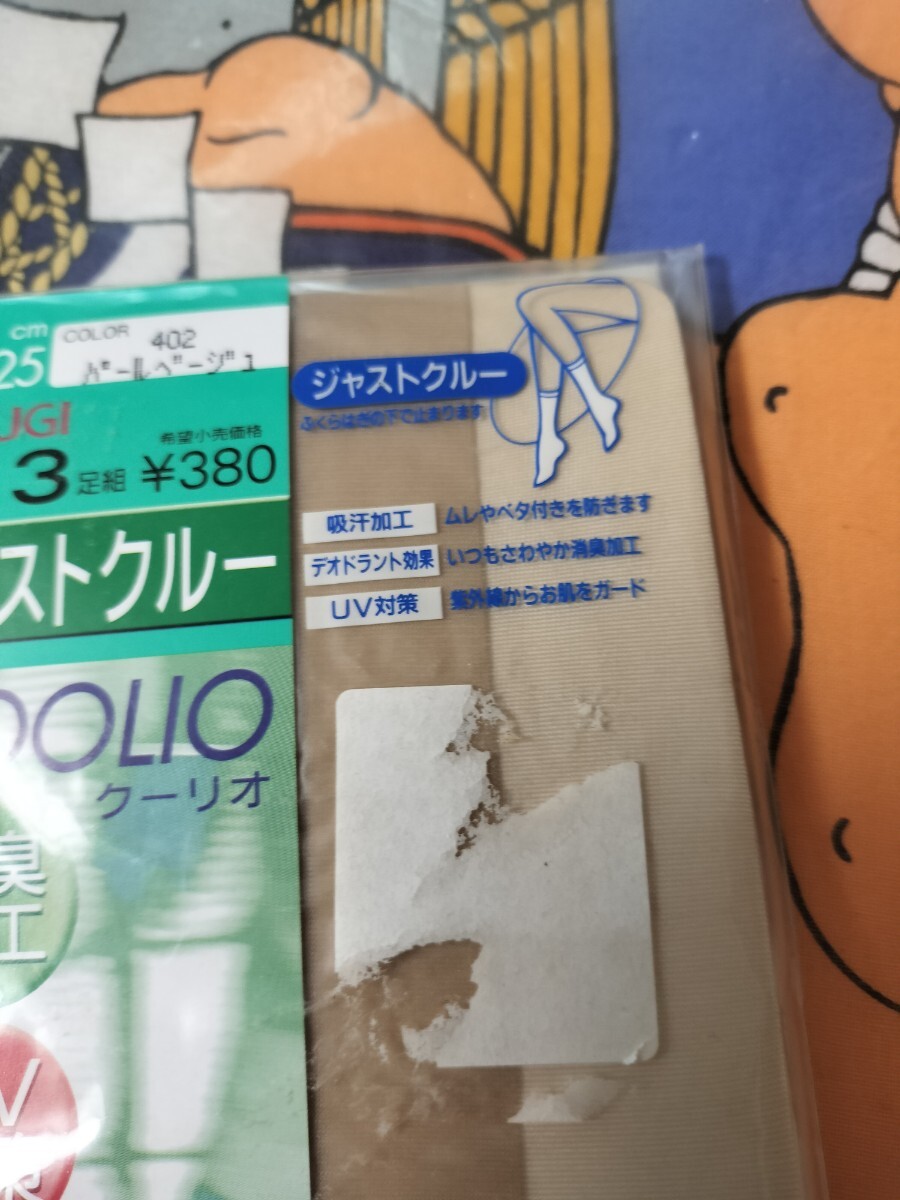 cm
25
COLOR 402
パールベージュ
UGI
希望小売価格
3足組 ¥380
ストクルー
OOLIO
クーリオ
臭
工
V
策
ジャストクルー
ふくらはぎの下で止まります
吸汗加工 ムレやベタ付きを防ぎます
デオドラント効果 いつもさわやか消臭加工
UV対策 紫外線からお肌をガード